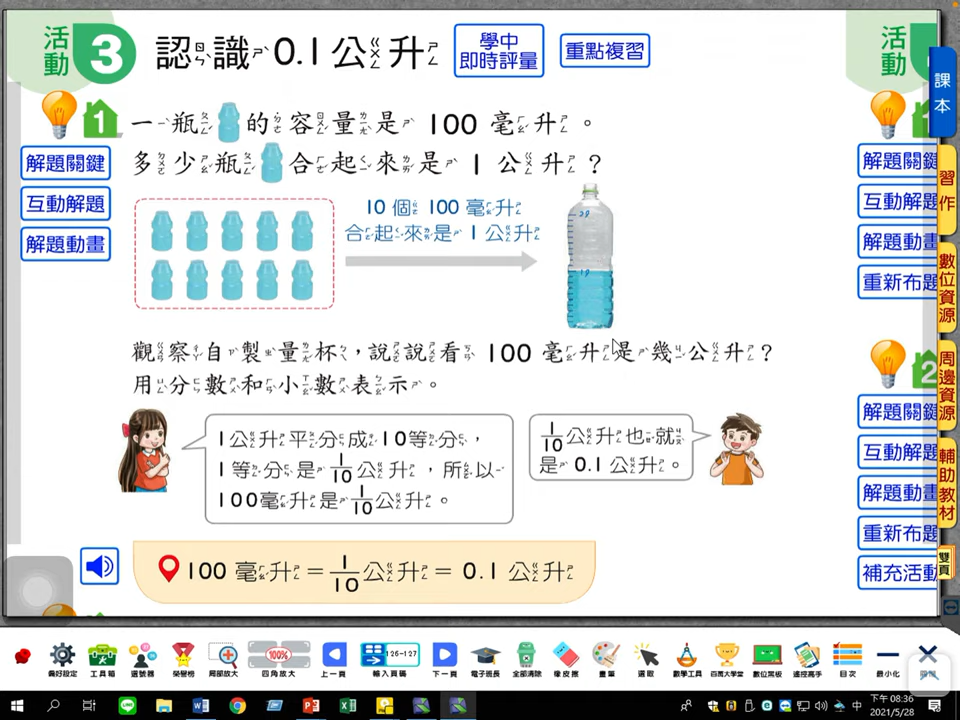 活動 3 認識 0.1 公升
學中
即時評量
重點複習
1 一瓶的容量是 100 毫升。
多少瓶合起來是 1 公升？
解題關鍵
互動解題
解題動畫
10 個 100 毫升
合起來是 1 公升
觀察自製量杯，說說看 100 毫升是幾公升？
用分數和小數表示。
1公升平分成10等分，
1等分是 1/10 公升，所以
100毫升是 1/10 公升。
1/10 公升也就
是 0.1 公升。
100 毫升 = 1/10 公升 = 0.1 公升
活動
解題關鍵
互動解題
解題動畫
重新布題
2
解題關鍵
互動解題
解題動畫
重新布題
補充活動
課本
習作
數位資源
周邊資源
輔助教材
雙頁
偏好設定
工具箱
選號器
榮譽榜
局部放大
100%
四角放大
上一頁
126-127
輸入頁碼
下一頁
電子班長
全部清除
橡皮擦
畫筆
選取
數學工具
百萬大學堂
數位黑板
遙控高手
目次
最小化
下午 08:36
中
2021/5/28